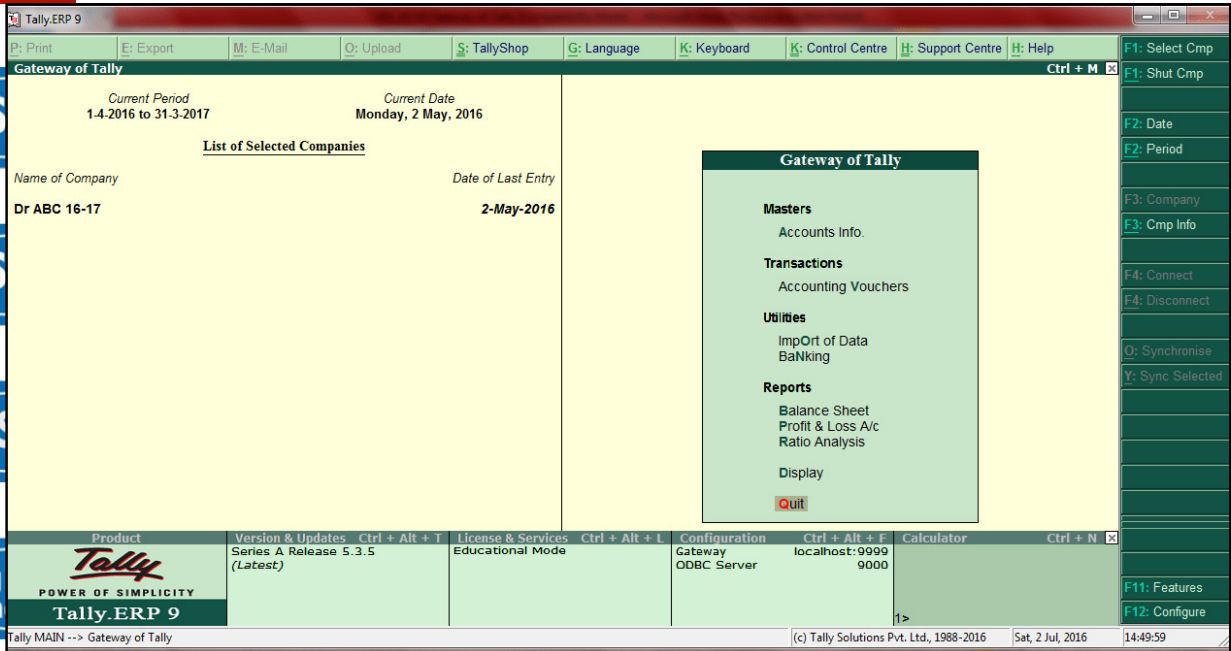 Tally.ERP 9
P: Print E: Export M: E-Mail O: Upload S: TallyShop G: Language K: Keyboard K: Control Centre H: Support Centre H: Help
Gateway of Tally Ctrl + M
Current Period Current Date
1-4-2016 to 31-3-2017 Monday, 2 May, 2016
List of Selected Companies
Name of Company Date of Last Entry
Dr ABC 16-17 2-May-2016
Gateway of Tally
Masters
Accounts Info.
Transactions
Accounting Vouchers
Utilities
ImpOrt of Data
BaNking
Reports
Balance Sheet
Profit & Loss A/c
Ratio Analysis
Display
Quit
F1: Select Cmp
F1: Shut Cmp
F2: Date
F2: Period
F3: Company
F3: Cmp Info
F4: Connect
F4: Disconnect
O: Synchronise
Y: Sync Selected
F11: Features
F12: Configure
Product
Tally
POWER OF SIMPLICITY
Tally.ERP 9
Version & Updates Ctrl + Alt + T
Series A Release 5.3.5
(Latest)
License & Services Ctrl + Alt + L
Educational Mode
Configuration Ctrl + Alt + F
Gateway localhost:9999
ODBC Server 9000
Calculator Ctrl + N
1>
Tally MAIN --> Gateway of Tally (c) Tally Solutions Pvt. Ltd., 1988-2016 Sat, 2 Jul, 2016 14:49:59